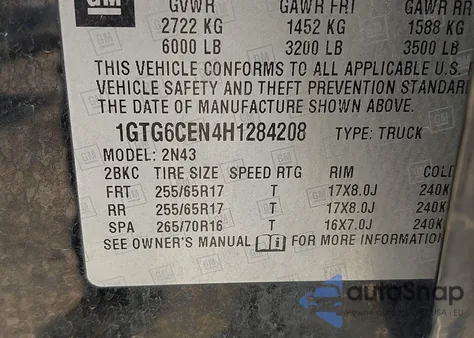 GM GVWR GAWR FRT GAWR RR
2722 KG 1452 KG 1588 KG
6000 LB 3200 LB 3500 LB
THIS VEHICLE CONFORMS TO ALL APPLICABLE U.S.
VEHICLE SAFETY AND THEFT PREVENTION STANDAR
THE DATE OF MANUFACTURE SHOWN ABOVE.
1GTG6CEN4H1284208 TYPE: TRUCK
MODEL: 2N43
2BKC TIRE SIZE SPEED RTG RIM COLD
FRT 255/65R17 T 17X8.0J 240K
RR 255/65R17 T 17X8.0J 240K
SPA 265/70R16 T 16X7.0J 240K
SEE OWNER'S MANUAL FOR MORE INFORMATION
autoSnap